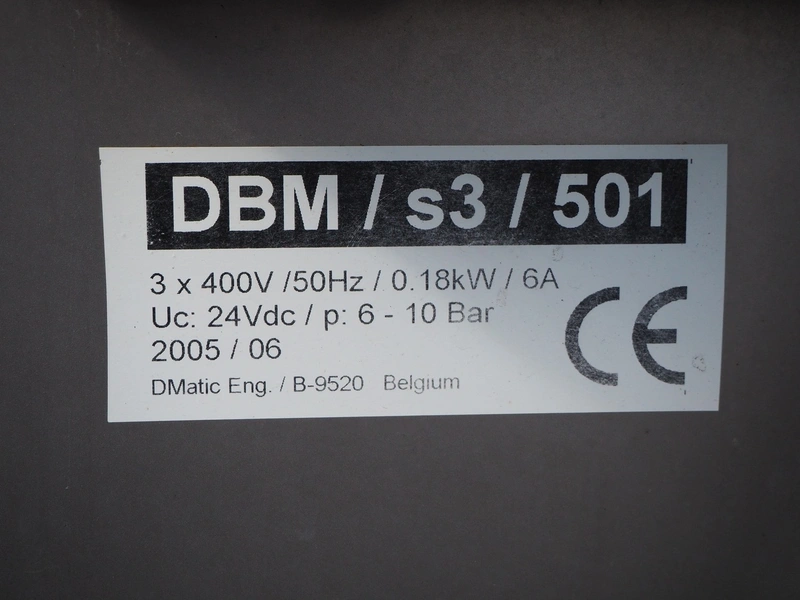 DBM / s3 / 501
3 x 400V /50Hz / 0.18kW / 6A
Uc: 24Vdc / p: 6 - 10 Bar
2005 / 06
DMatic Eng. / B-9520 Belgium
CE